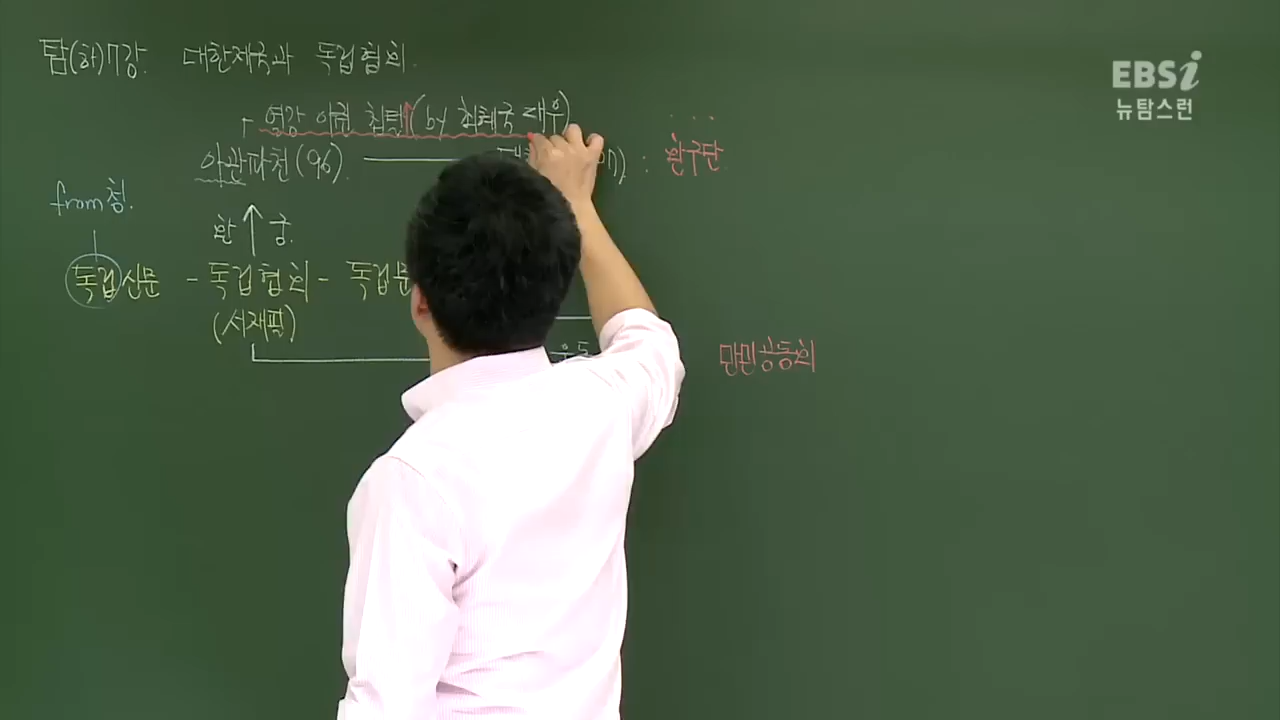 탐(하)7강. 대한제국과 독립협회.
EBSi
뉴탐스런
열강 이권 침탈↑(by 최혜국 대우)
아관파천(96).
: 환구단
from 청.
환 궁.
독립신문 - 독립협회 - 독립문
(서재필)
만민공동회